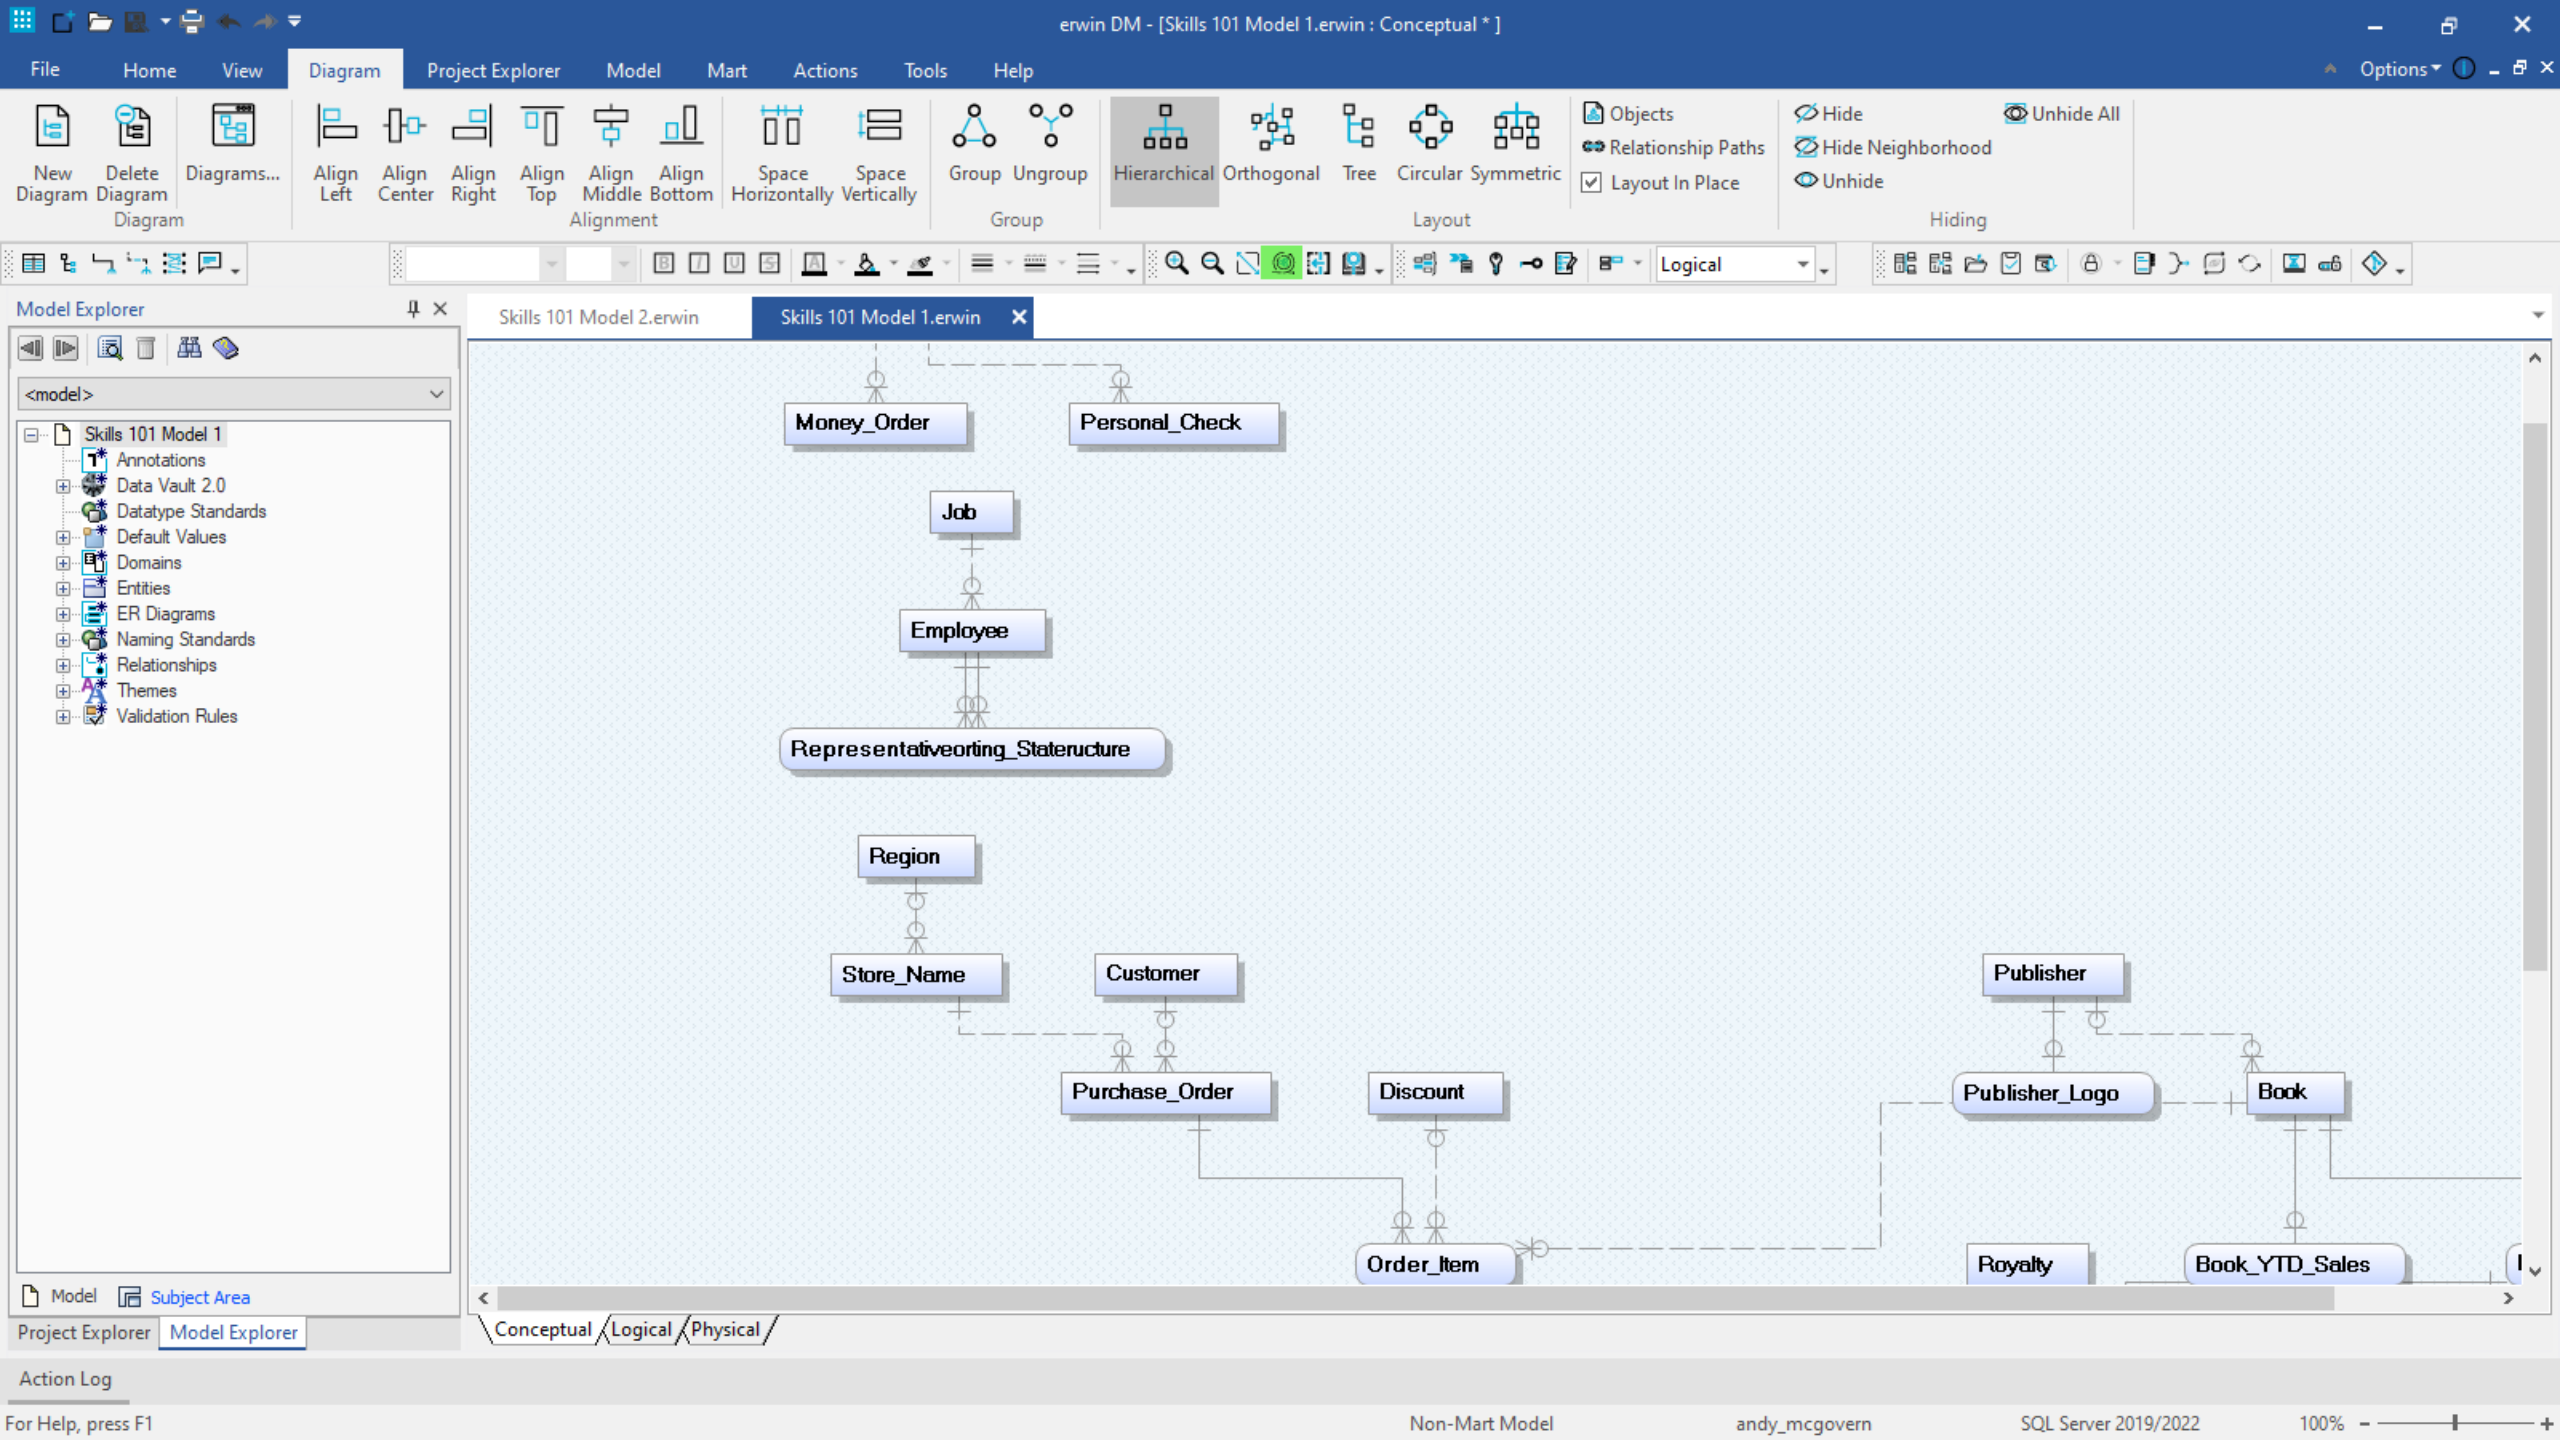 erwin DM - [Skills 101 Model 1.erwin : Conceptual * ]
File Home View Diagram Project Explorer Model Mart Actions Tools Help Options
New Diagram
Delete Diagram
Diagrams...
Diagram
Align Left
Align Center
Align Right
Align Top
Align Middle
Align Bottom
Space Horizontally
Space Vertically
Alignment
Group
Ungroup
Group
Hierarchical
Orthogonal
Tree
Circular
Symmetric
Objects
Relationship Paths
Layout In Place
Layout
Hide
Hide Neighborhood
Unhide
Unhide All
Hiding
B I U S A
Logical
Model Explorer
<model>
Skills 101 Model 1
Annotations
Data Vault 2.0
Datatype Standards
Default Values
Domains
Entities
ER Diagrams
Naming Standards
Relationships
Themes
Validation Rules
Model Subject Area
Project Explorer Model Explorer
Skills 101 Model 2.erwin
Skills 101 Model 1.erwin
Money_Order
Personal_Check
Job
Employee
Representativeorting_Stateructure
Region
Store_Name
Customer
Publisher
Purchase_Order
Discount
Publisher_Logo
Book
Order_Item
Royalty
Book_YTD_Sales
Conceptual Logical Physical
Action Log
For Help, press F1
Non-Mart Model
andy_mcgovern
SQL Server 2019/2022
100%